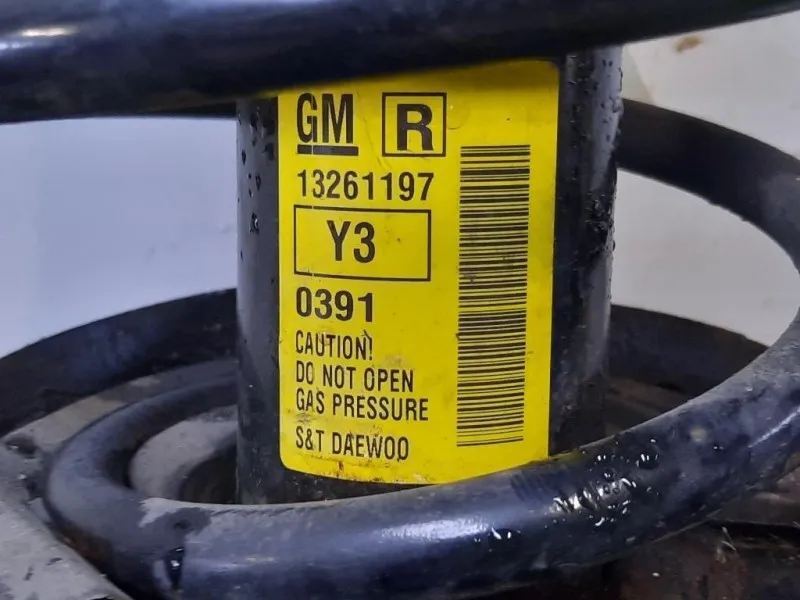 GM R
13261197
Y3
0391
CAUTION!
DO NOT OPEN
GAS PRESSURE
S&T DAEWOO